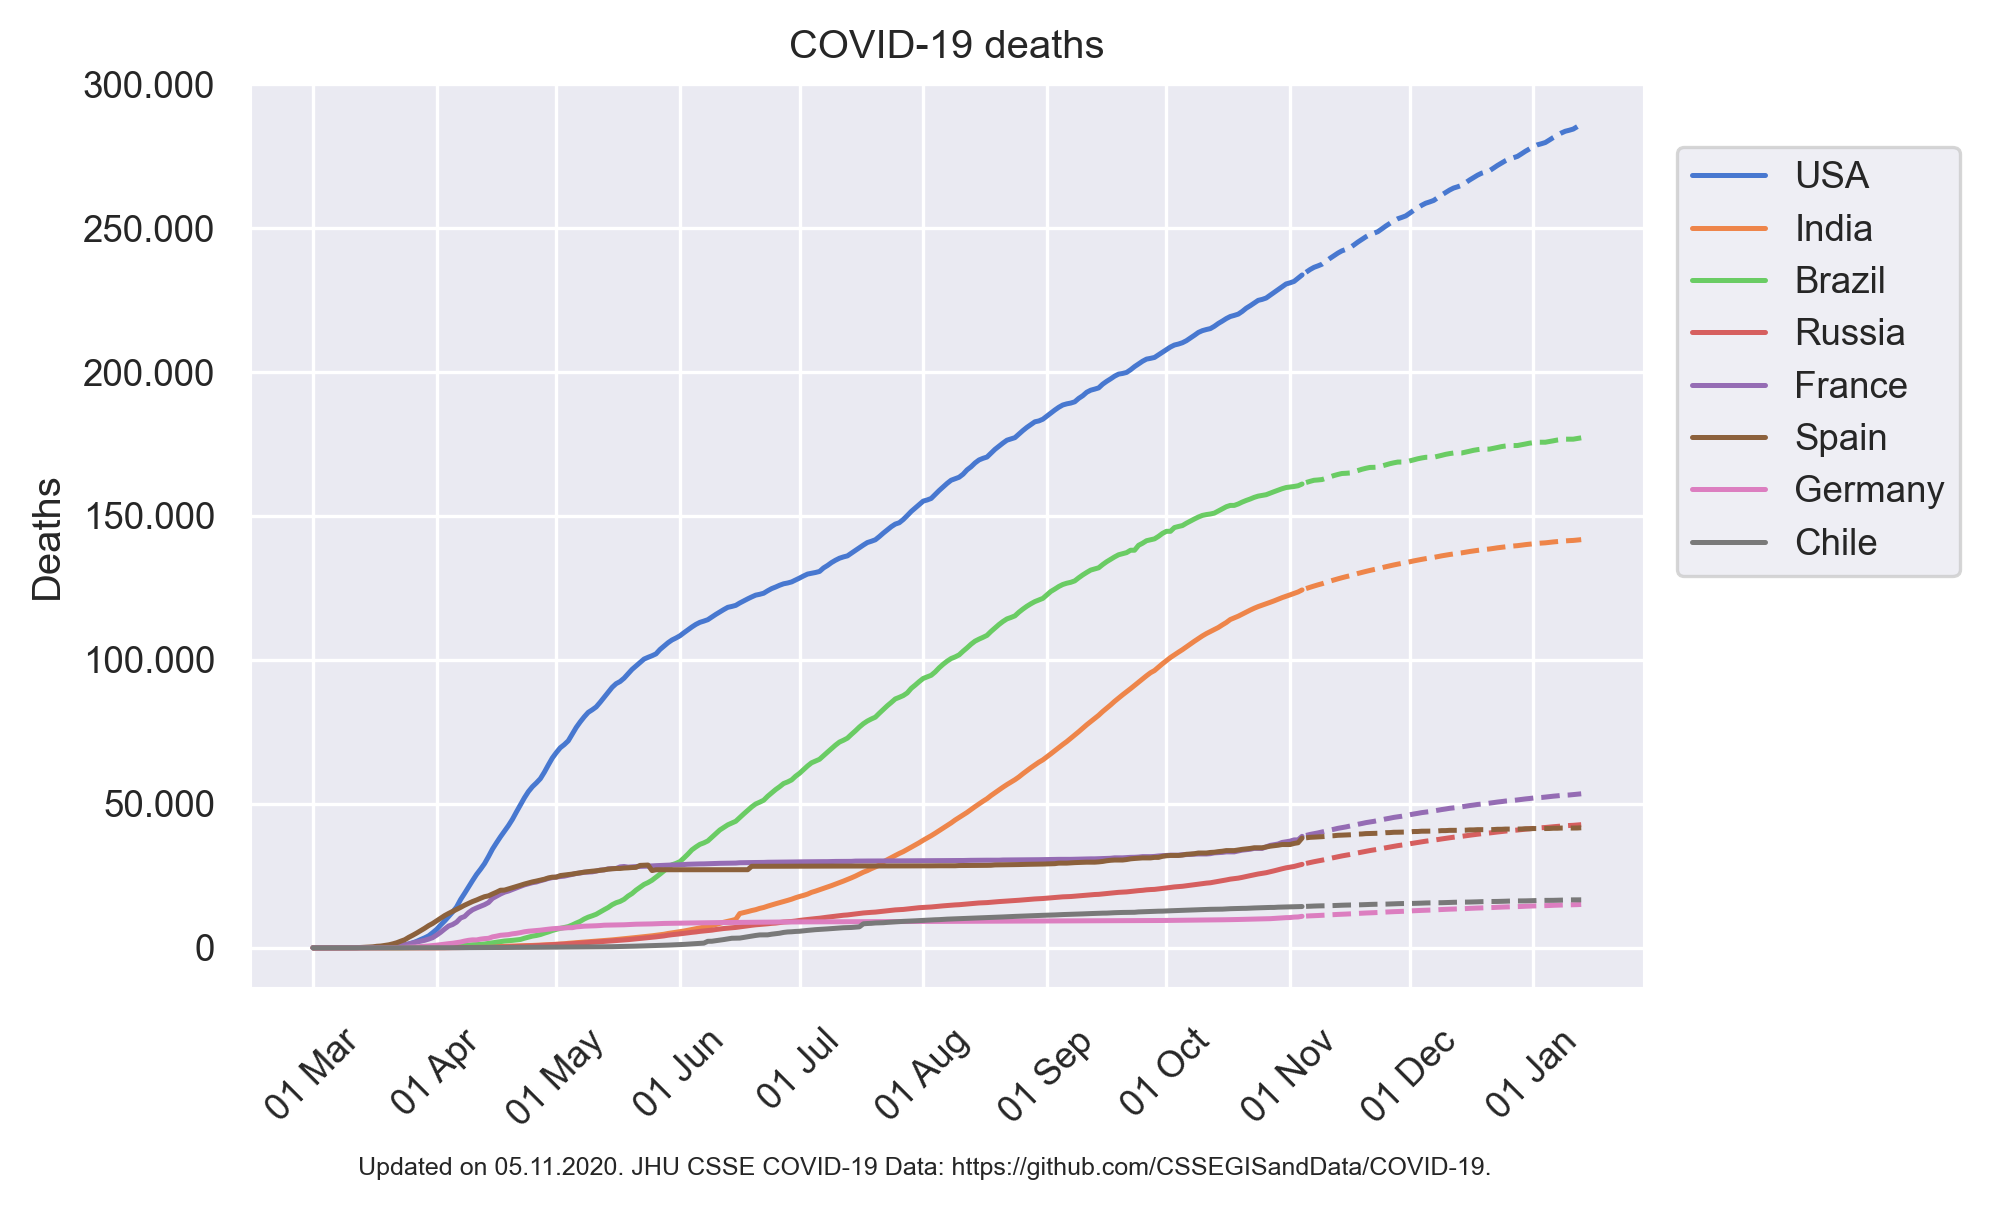 COVID-19 deaths
300.000
250.000
200.000
150.000
100.000
50.000
0
Deaths
01 Mar
01 Apr
01 May
01 Jun
01 Jul
01 Aug
01 Sep
01 Oct
01 Nov
01 Dec
01 Jan
USA
India
Brazil
Russia
France
Spain
Germany
Chile
Updated on 05.11.2020. JHU CSSE COVID-19 Data: https://github.com/CSSEGISandData/COVID-19.